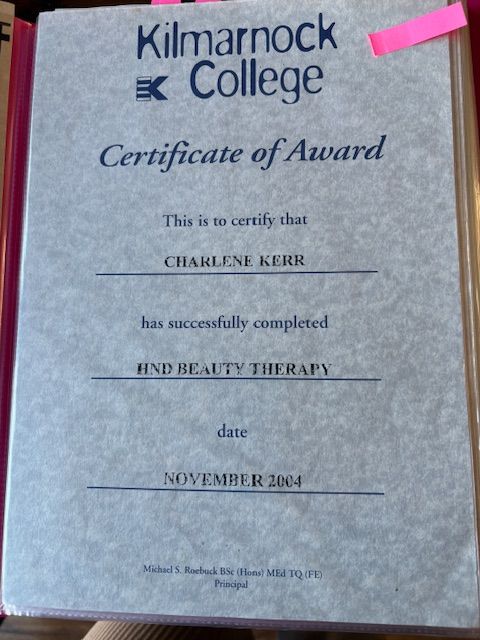 Kilmarnock
College
Certificate of Award
This is to certify that
CHARLENE KERR
has successfully completed
HND BEAUTY THERAPY
date
NOVEMBER 2004
Michael S. Roebuck BSc (Hons) MEd TQ (FE)
Principal